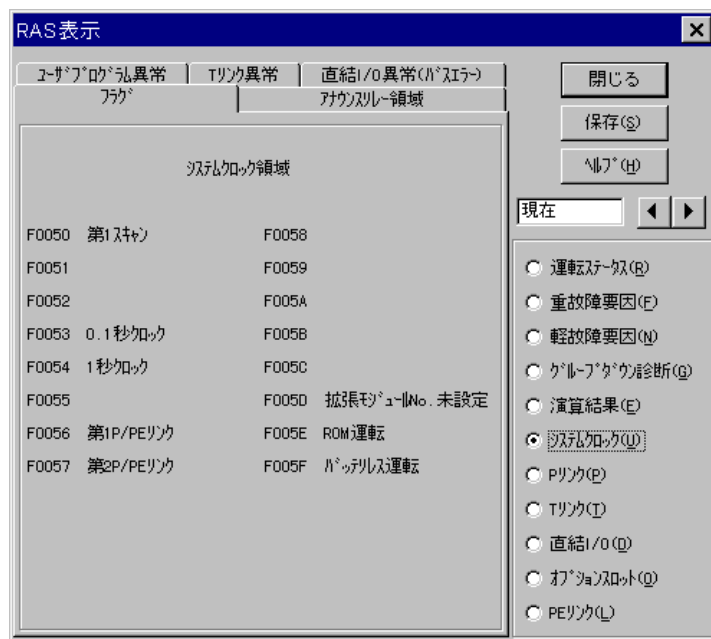 RAS表示
ﾕｰｻﾞﾌﾟﾛｸﾞﾗﾑ異常
Tﾘﾝｸ異常
直結I/O異常(ﾊﾞｽｴﾗｰ)
ﾌﾗｸﾞ
ｱﾅｳﾝｽﾘﾚｰ領域
ｼｽﾃﾑｸﾛｯｸ領域
F0050 第1ｽｷｬﾝ
F0051
F0052
F0053 0.1秒ｸﾛｯｸ
F0054 1秒ｸﾛｯｸ
F0055
F0056 第1P/PEﾘﾝｸ
F0057 第2P/PEﾘﾝｸ
F0058
F0059
F005A
F005B
F005C
F005D 拡張ﾓｼﾞｭｰﾙNo.未設定
F005E ROM運転
F005F ﾊﾞｯﾃﾘﾚｽ運転
閉じる
保存(S)
ﾍﾙﾌﾟ(H)
現在
運転ｽﾃｰﾀｽ(R)
重故障要因(F)
軽故障要因(N)
ｸﾞﾙｰﾌﾟﾀﾞｳﾝ診断(G)
演算結果(E)
ｼｽﾃﾑｸﾛｯｸ(U)
Pﾘﾝｸ(P)
Tﾘﾝｸ(T)
直結I/O(D)
ｵﾌﾟｼｮﾝｽﾛｯﾄ(O)
PEﾘﾝｸ(L)